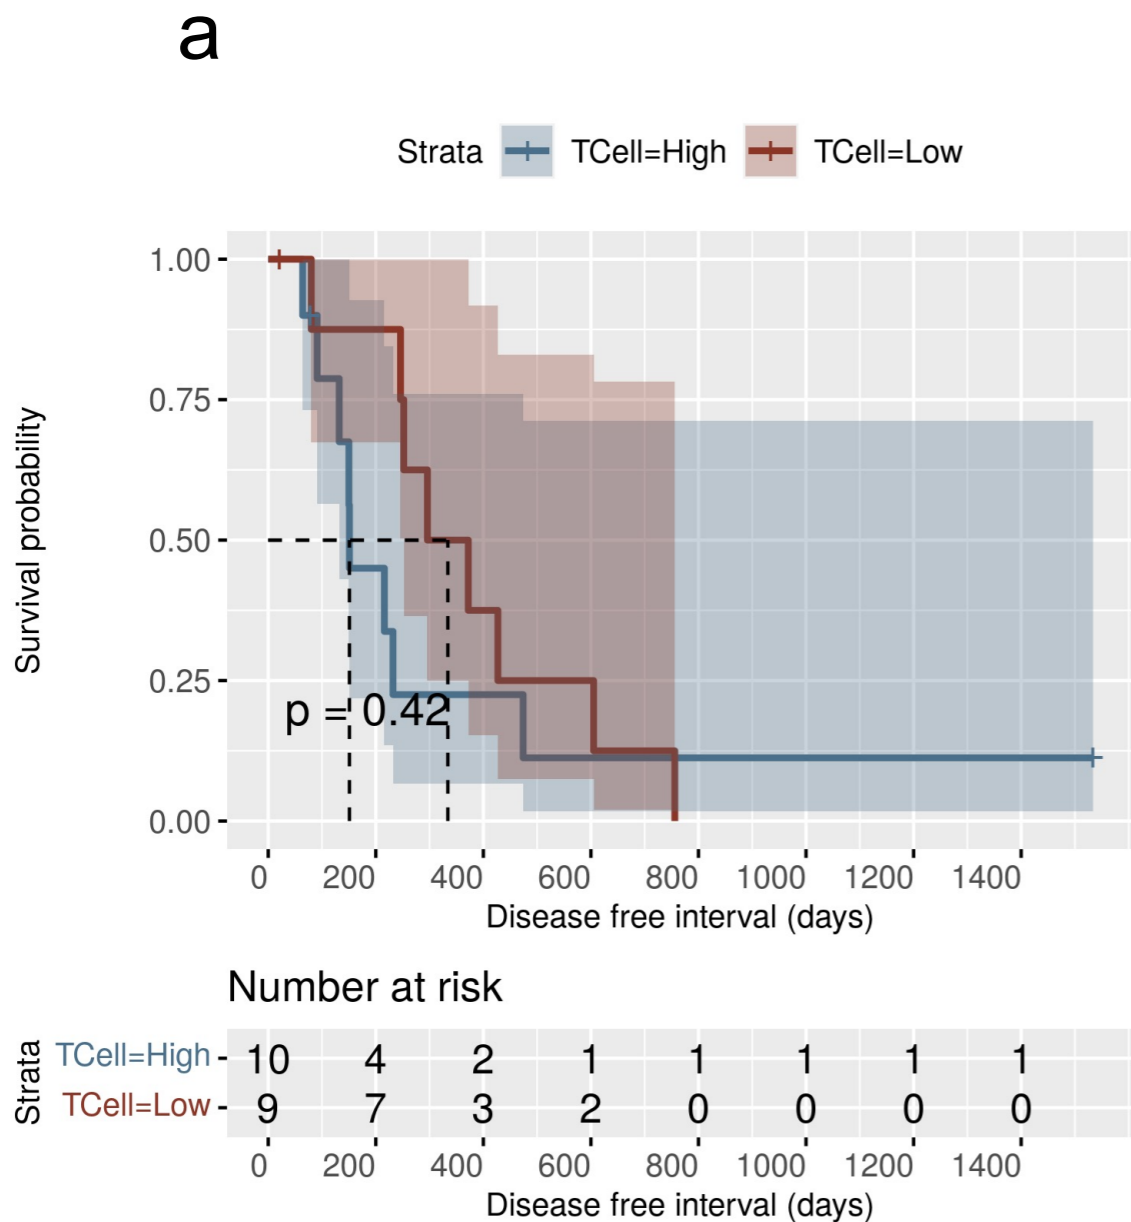 a
Strata TCell=High TCell=Low
Survival probability
1.00
0.75
0.50
0.25
0.00
p = 0.42
0 200 400 600 800 1000 1200 1400
Disease free interval (days)
Number at risk
Strata
TCell=High 10 4 2 1 1 1 1 1
TCell=Low 9 7 3 2 0 0 0 0
0 200 400 600 800 1000 1200 1400
Disease free interval (days)